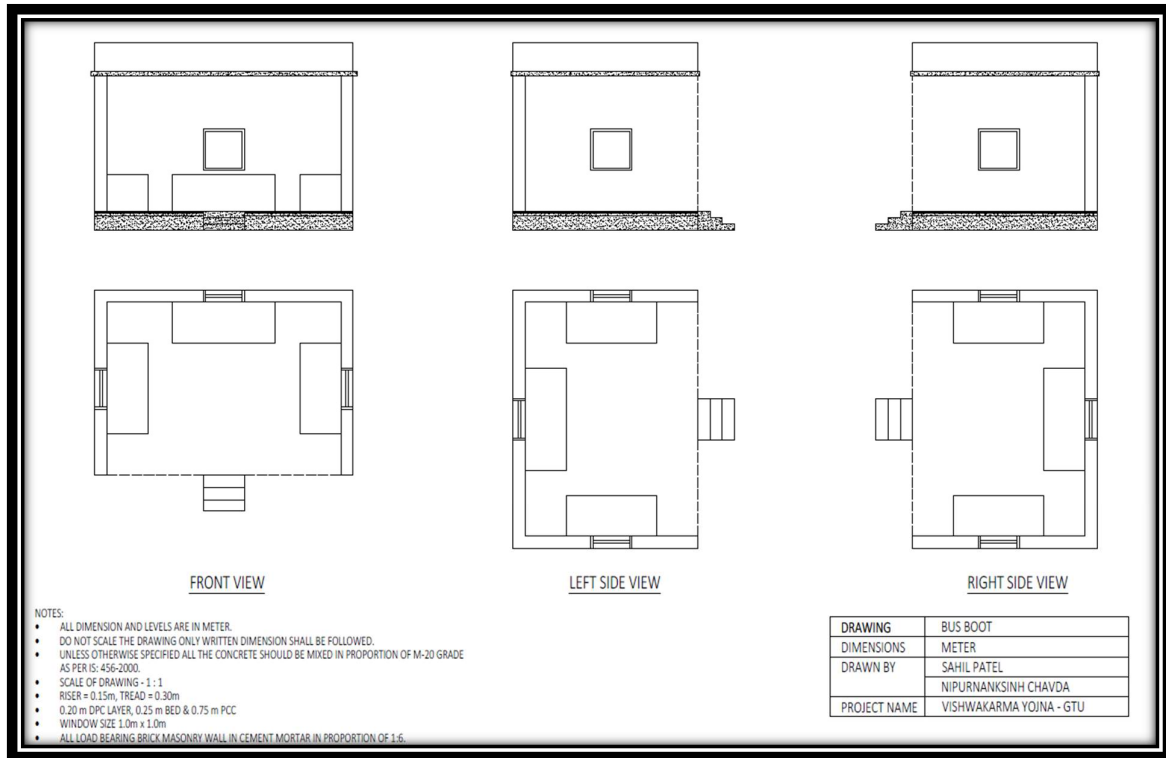 FRONT VIEW
LEFT SIDE VIEW
RIGHT SIDE VIEW
NOTES:
• ALL DIMENSION AND LEVELS ARE IN METER.
• DO NOT SCALE THE DRAWING ONLY WRITTEN DIMENSION SHALL BE FOLLOWED.
• UNLESS OTHERWISE SPECIFIED ALL THE CONCRETE SHOULD BE MIXED IN PROPORTION OF M-20 GRADE
AS PER IS: 456-2000.
• SCALE OF DRAWING - 1 : 1
• RISER = 0.15m, TREAD = 0.30m
• 0.20 m DPC LAYER, 0.25 m BED & 0.75 m PCC
• WINDOW SIZE 1.0m x 1.0m
• ALL LOAD BEARING BRICK MASONRY WALL IN CEMENT MORTAR IN PROPORTION OF 1:6.
DRAWING BUS BOOT
DIMENSIONS METER
DRAWN BY SAHIL PATEL
NIPURNANKSINH CHAVDA
PROJECT NAME VISHWAKARMA YOJNA - GTU